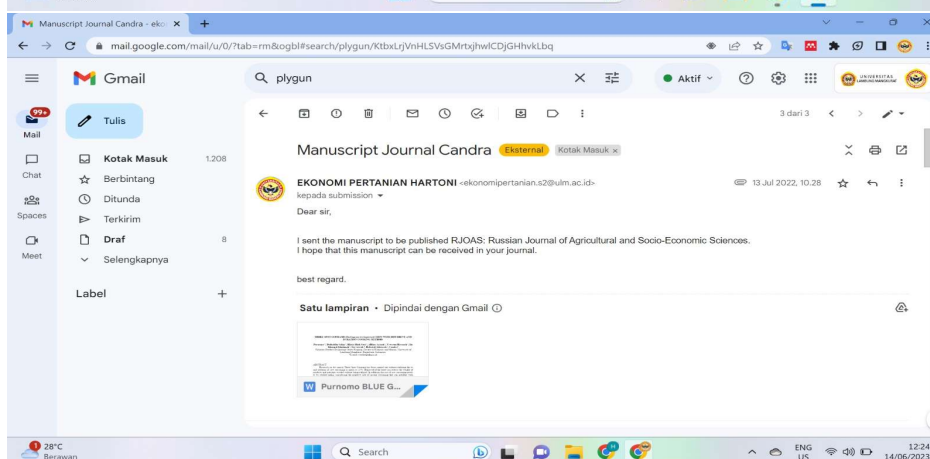 Manuscript Journal Candra - eko
mail.google.com/mail/u/0/?tab=rm&ogbl#search/plygun/KtbxLrjVnHLSVsGMrtxjhwlCDjGHhvkLbq
Gmail
plygun
Aktif
UNIVERSITAS
99+
Mail
Chat
Spaces
Meet
Tulis
Kotak Masuk 1.208
Berbintang
Ditunda
Terkirim
Draf 8
Selengkapnya
Label
3 dari 3
Manuscript Journal Candra Eksternal Kotak Masuk x
EKONOMI PERTANIAN HARTONI <ekonomipertanian.s2@ulm.ac.id> 13 Jul 2022, 10.28
kepada submission
Dear sir,
I sent the manuscript to be published RJOAS: Russian Journal of Agricultural and Socio-Economic Sciences.
I hope that this manuscript can be received in your journal.
best regard.
Satu lampiran • Dipindai dengan Gmail
W Purnomo BLUE G...
1
28°C
Berawan
Search
ENG
US
12:24
14/06/2023